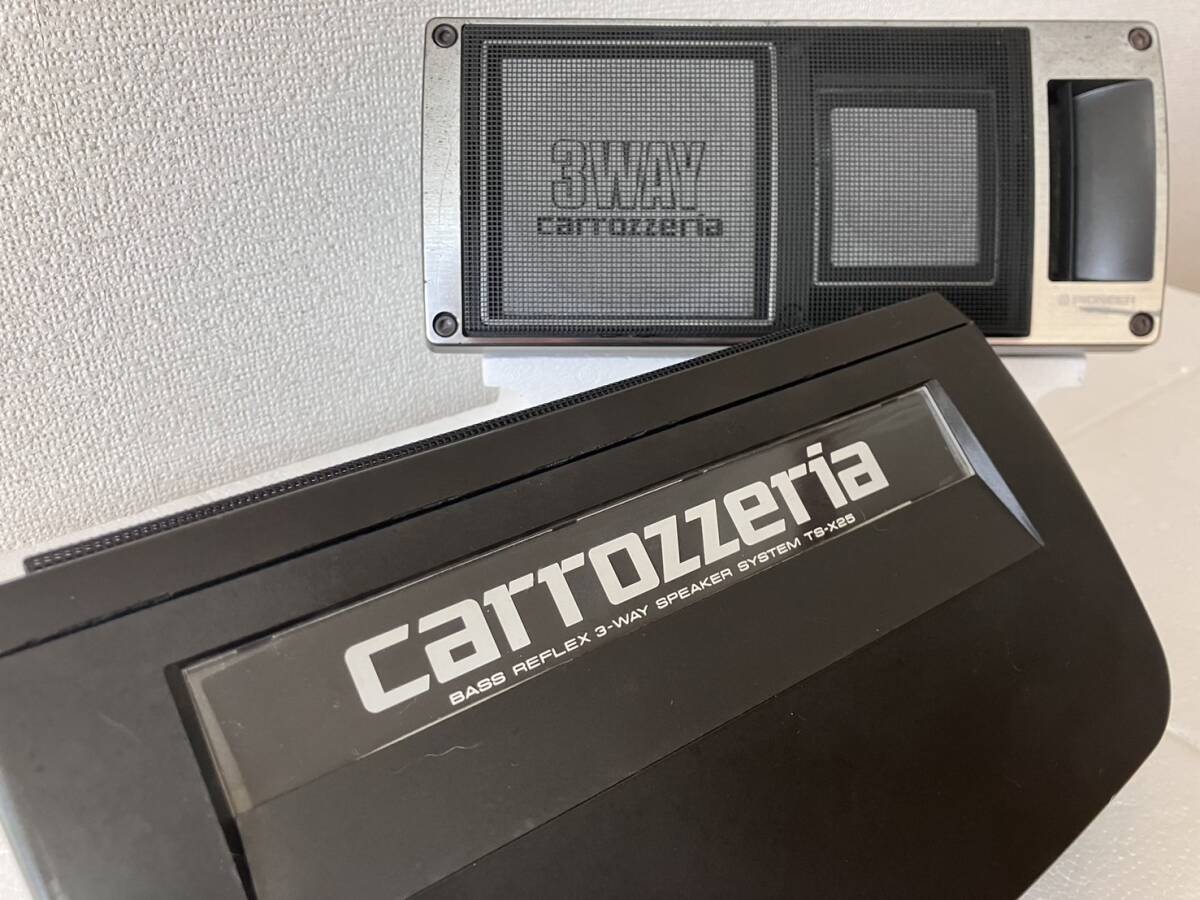 3WAY
carrozzeria
PIONEER
carrozzeria
BASS REFLEX 3-WAY SPEAKER SYSTEM TS-X25